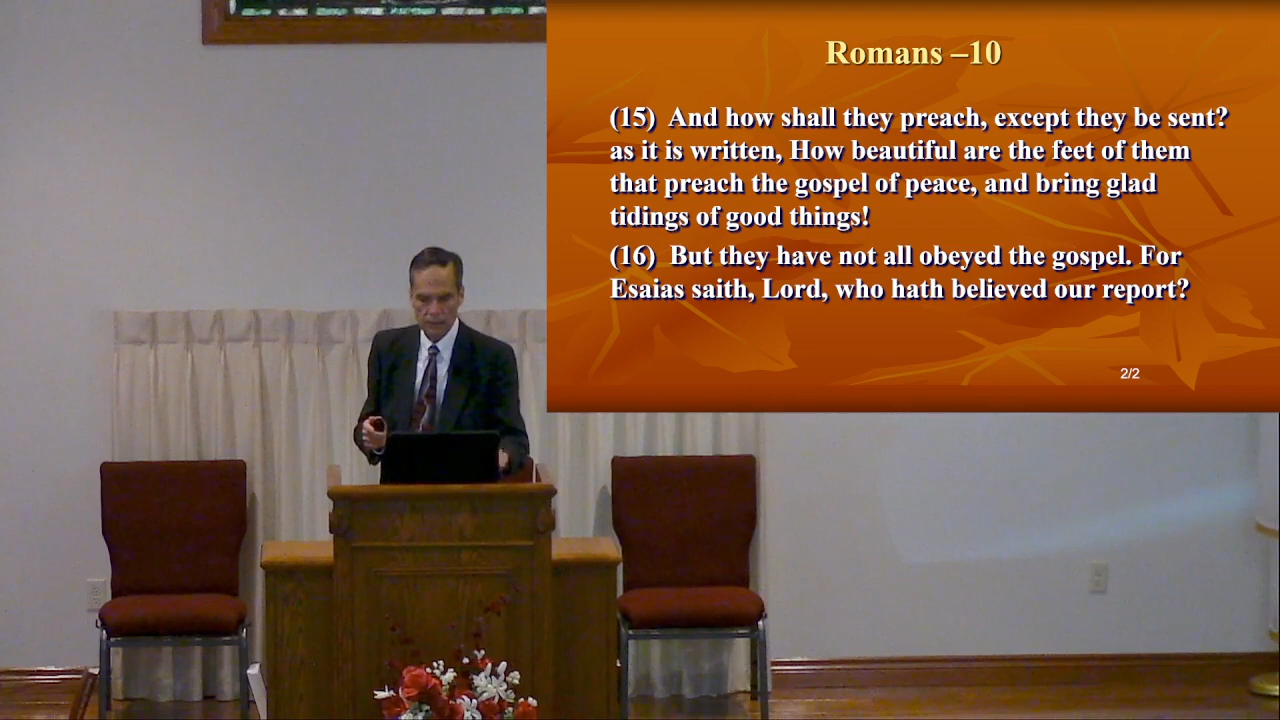 Romans –10
(15)  And how shall they preach, except they be sent?
as it is written, How beautiful are the feet of them
that preach the gospel of peace, and bring glad
tidings of good things!
(16)  But they have not all obeyed the gospel. For
Esaias saith, Lord, who hath believed our report?
2/2